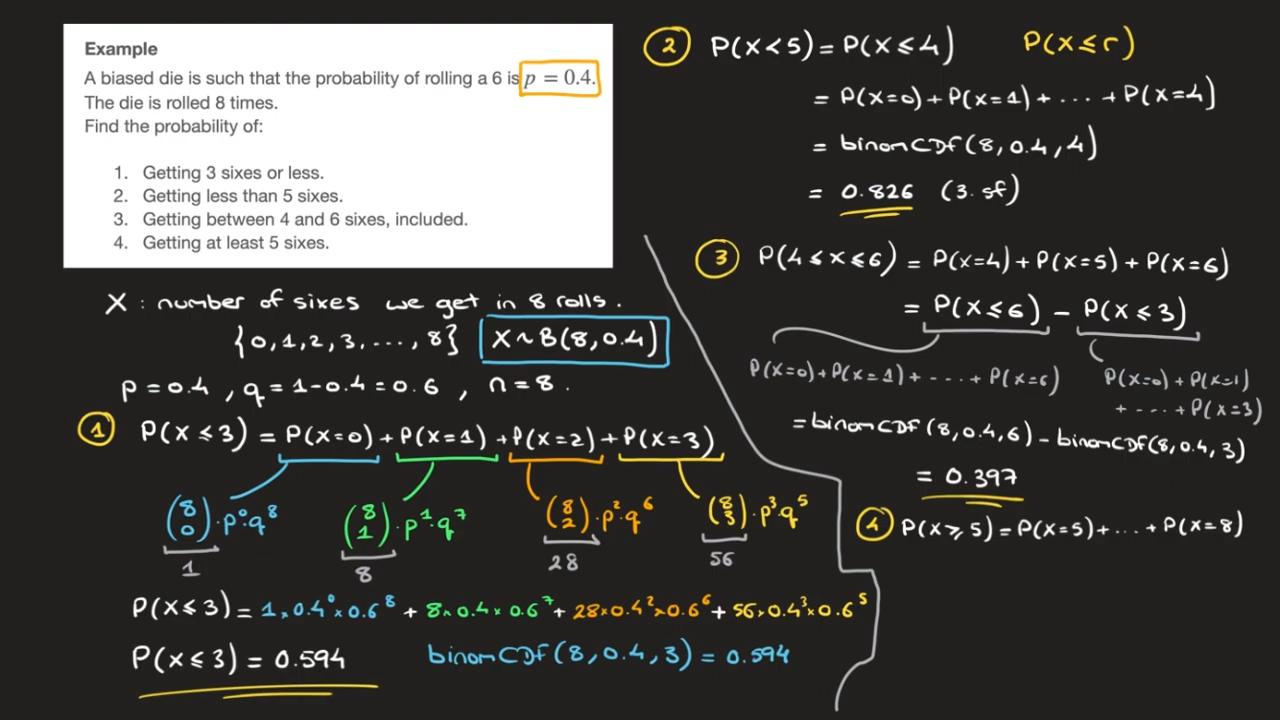 Example
A biased die is such that the probability of rolling a 6 is p = 0.4.
The die is rolled 8 times.
Find the probability of:
1. Getting 3 sixes or less.
2. Getting less than 5 sixes.
3. Getting between 4 and 6 sixes, included.
4. Getting at least 5 sixes.
X : number of sixes we get in 8 rolls.
{0,1,2,3,...,8} X ~ B(8,0.4)
p = 0.4 , q = 1-0.4 = 0.6 , n = 8 .
① P(X ≤ 3) = P(X=0) + P(X=1) + P(X=2) + P(X=3)
(8 0) · p⁰·q⁸ (8 1) · p¹·q⁷ (8 2) · p²·q⁶ (8 3) · p³·q⁵
1 8 28 56
P(X ≤ 3) = 1 × 0.4⁰ × 0.6⁸ + 8 × 0.4 × 0.6⁷ + 28 × 0.4² × 0.6⁶ + 56 × 0.4³ × 0.6⁵
P(X ≤ 3) = 0.594 binomCDf(8, 0.4, 3) = 0.594
② P(X < 5) = P(X ≤ 4) P(X ≤ r)
= P(X=0) + P(X=1) + ... + P(X=4)
= binomCDf(8, 0.4, 4)
= 0.826 (3. sf)
③ P(4 ≤ X ≤ 6) = P(X=4) + P(X=5) + P(X=6)
= P(X ≤ 6) - P(X ≤ 3)
P(X=0) + P(X=1) + ... + P(X=6) P(X=0) + P(X=1)
+ ... + P(X=3)
= binomCDf(8, 0.4, 6) - binomCDf(8, 0.4, 3)
= 0.397
④ P(X ≥ 5) = P(X=5) + ... + P(X=8)